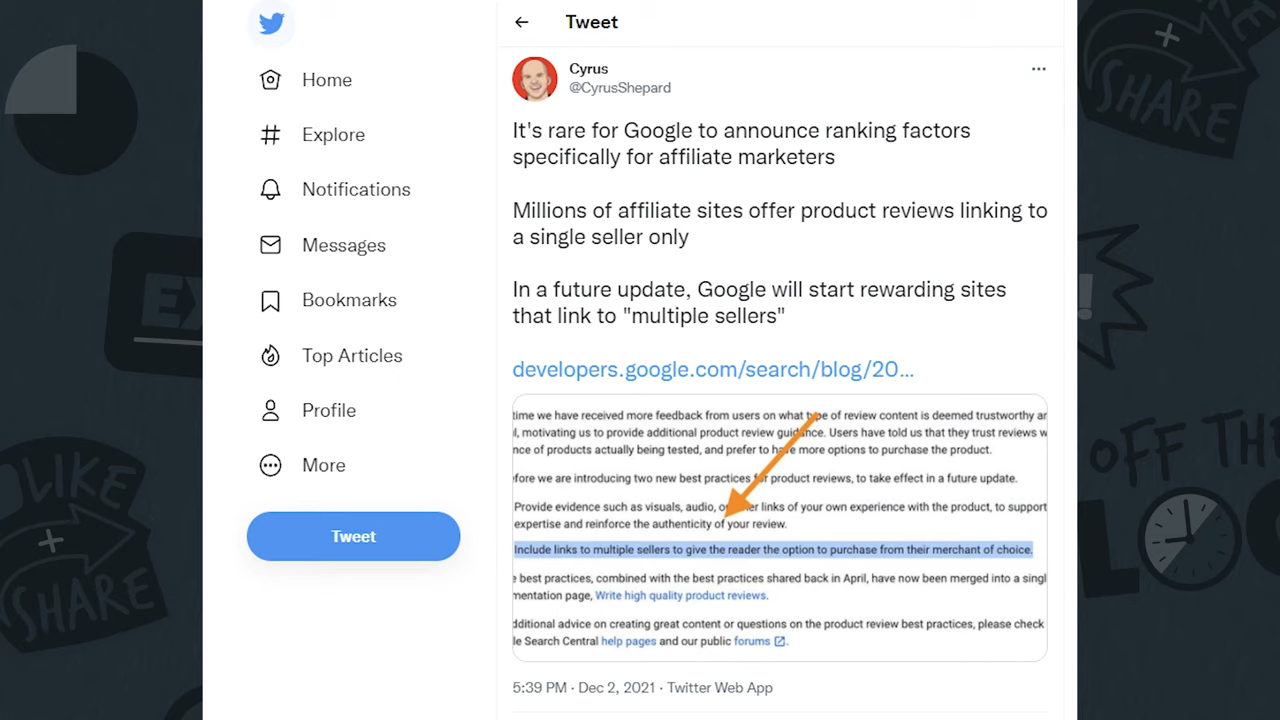 Tweet
Cyrus
@CyrusShepard
Home
Explore
Notifications
Messages
Bookmarks
Top Articles
Profile
More
Tweet
It's rare for Google to announce ranking factors
specifically for affiliate marketers
Millions of affiliate sites offer product reviews linking to
a single seller only
In a future update, Google will start rewarding sites
that link to "multiple sellers"
developers.google.com/search/blog/20...
time we have received more feedback from users on what type of review content is deemed trustworthy
motivating us to provide additional product review guidance. Users have told us that they trust reviews
of products actually being tested, and prefer to have more options to purchase the product.
we are introducing two new best practices for product reviews, to take effect in a future update.
Provide evidence such as visuals, audio, links of your own experience with the product, to support
expertise and reinforce the authenticity of your review.
Include links to multiple sellers to give the reader the option to purchase from their merchant of choice.
best practices, combined with the best practices shared back in April, have now been merged into a
page, Write high quality product reviews.
advice on creating great content or questions on the product review best practices, please check
Search Central help pages and our public forums.
5:39 PM · Dec 2, 2021 · Twitter Web App
LIKE
SHARE
LIKE
SHARE
OFF THE